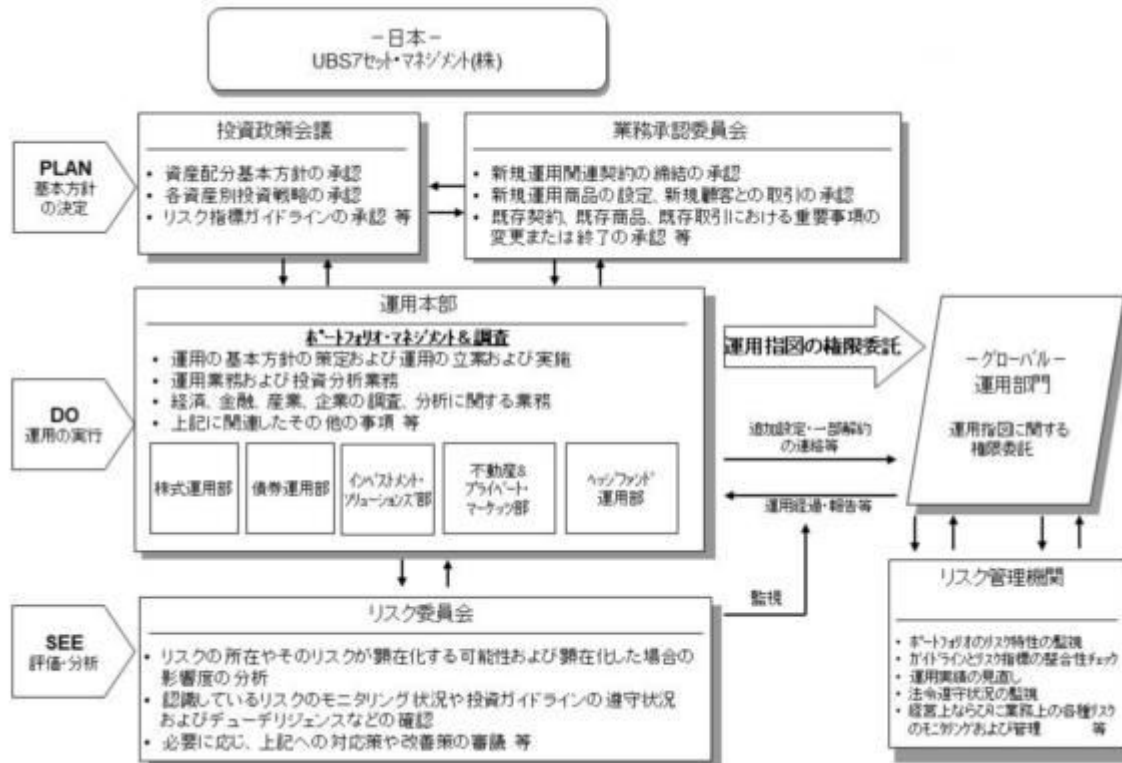 －日本－
UBSアセット・マネジメント(株)
PLAN
基本方針
の決定
投資政策会議
• 資産配分基本方針の承認
• 各資産別投資戦略の承認
• リスク指標ガイドラインの承認 等
業務承認委員会
• 新規運用関連契約の締結の承認
• 新規運用商品の設定、新規顧客との取引の承認
• 既存契約、既存商品、既存取引における重要事項の
変更または終了の承認 等
DO
運用の実行
運用本部
ポートフォリオ・マネジメント＆調査
• 運用の基本方針の策定および運用の立案および実施
• 運用業務および投資分析業務
• 経済、金融、産業、企業の調査、分析に関する業務
• 上記に関連したその他の事項 等
株式運用部
債券運用部
インベストメント・
ソリューションズ部
不動産＆
プライベート・
マーケッツ部
ヘッジファンド
運用部
運用指図の権限委託
追加設定・一部解約
の連絡等
運用経過・報告等
－グローバル－
運用部門
運用指図に関する
権限委託
SEE
評価・分析
リスク委員会
• リスクの所在やそのリスクが顕在化する可能性および顕在化した場合の
影響度の分析
• 認識しているリスクのモニタリング状況や投資ガイドラインの遵守状況
およびデューデリジェンスなどの確認
• 必要に応じ、上記への対応策や改善策の審議 等
監視
リスク管理機関
• ポートフォリオのリスク特性の監視
• ガイドラインとリスク指標の整合性チェック
• 運用実績の見直し
• 法令遵守状況の監視
• 経営上ならびに業務上の各種リスク
のモニタリングおよび管理 等